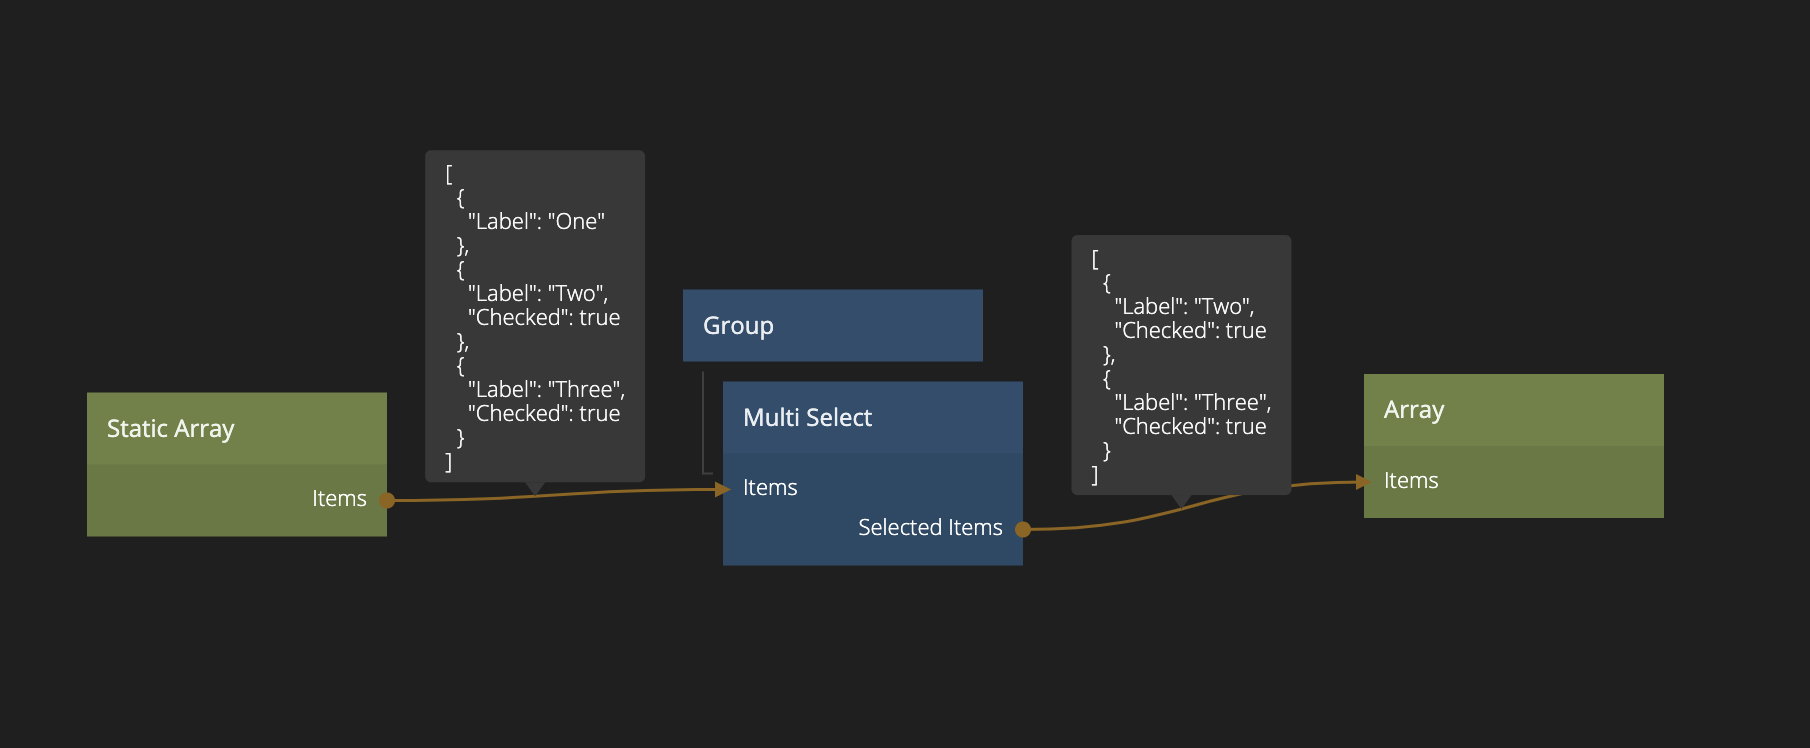 Static Array
Items
[
{
"Label": "One"
},
{
"Label": "Two",
"Checked": true
},
{
"Label": "Three",
"Checked": true
}
]
Group
Multi Select
Items
Selected Items
[
{
"Label": "Two",
"Checked": true
},
{
"Label": "Three",
"Checked": true
}
]
Array
Items